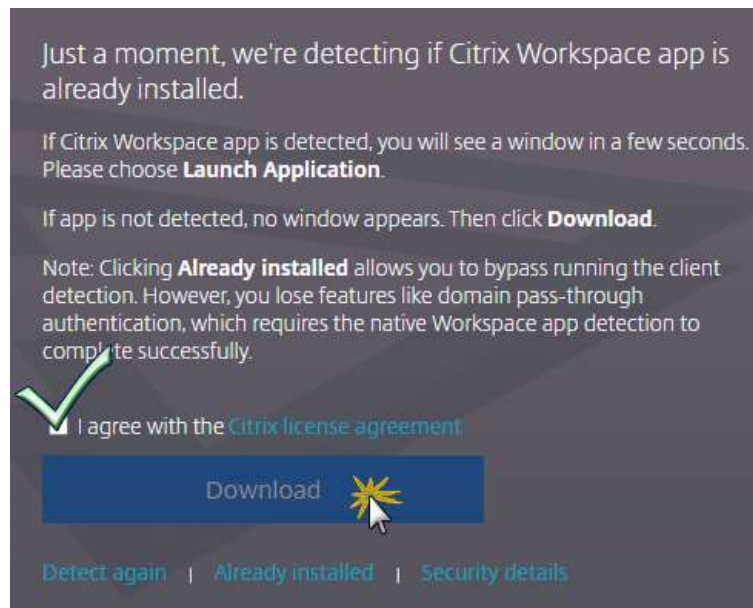 Just a moment, we're detecting if Citrix Workspace app is
already installed.
If Citrix Workspace app is detected, you will see a window in a few seconds.
Please choose Launch Application.
If app is not detected, no window appears. Then click Download.
Note: Clicking Already installed allows you to bypass running the client
detection. However, you lose features like domain pass-through
authentication, which requires the native Workspace app detection to
complete successfully.
I agree with the Citrix license agreement
Download
Detect again | Already installed | Security details